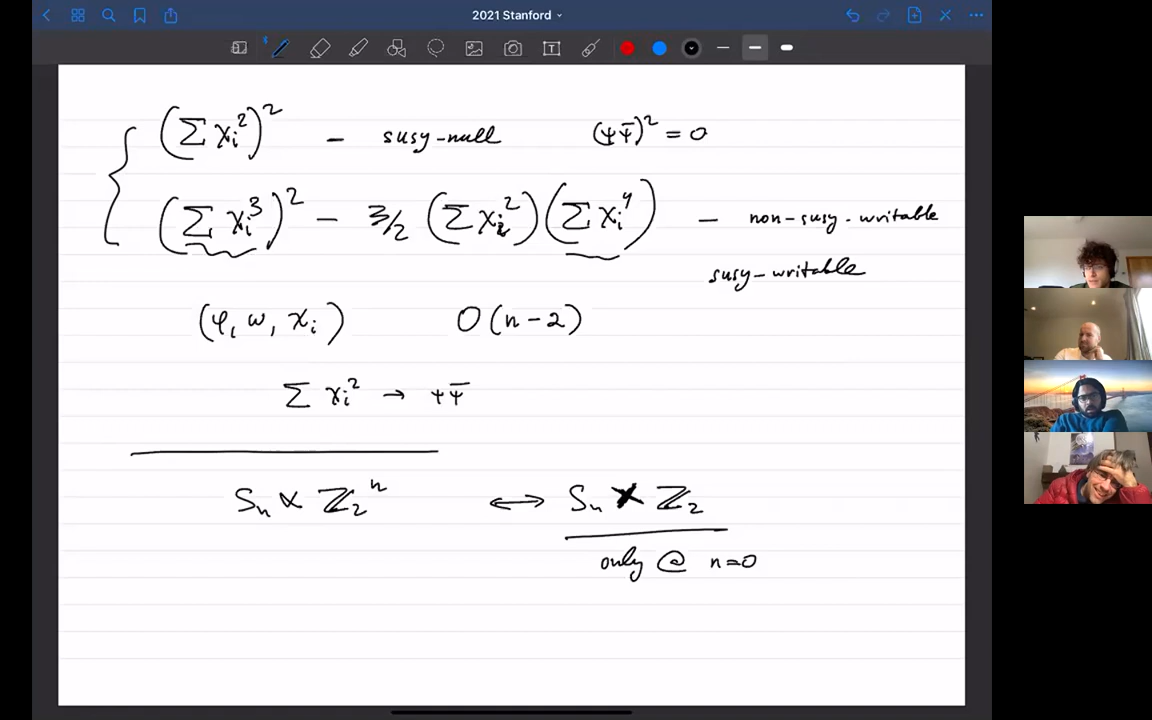 2021 Stanford
(Σ χᵢ²)² – susy-null (ψψ̄)² = 0
(Σ χᵢ³)² – 3/2 (Σ χᵢ²)(Σ χᵢ⁴) – non-susy-writable
susy-writable
(φ, ω, χᵢ) O(n-2)
Σ χᵢ² → ψψ̄
Sₙ ⋉ ℤ₂ⁿ ↔ Sₙ × ℤ₂
only @ n=0